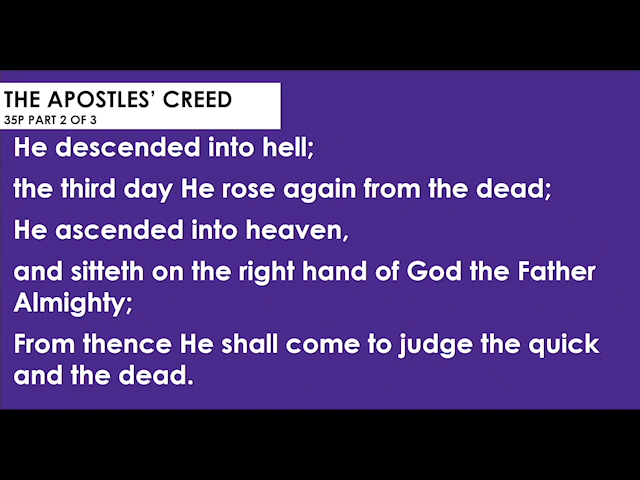 THE APOSTLES’ CREED
35P PART 2 OF 3
He descended into hell;
the third day He rose again from the dead;
He ascended into heaven,
and sitteth on the right hand of God the Father
Almighty;
From thence He shall come to judge the quick
and the dead.